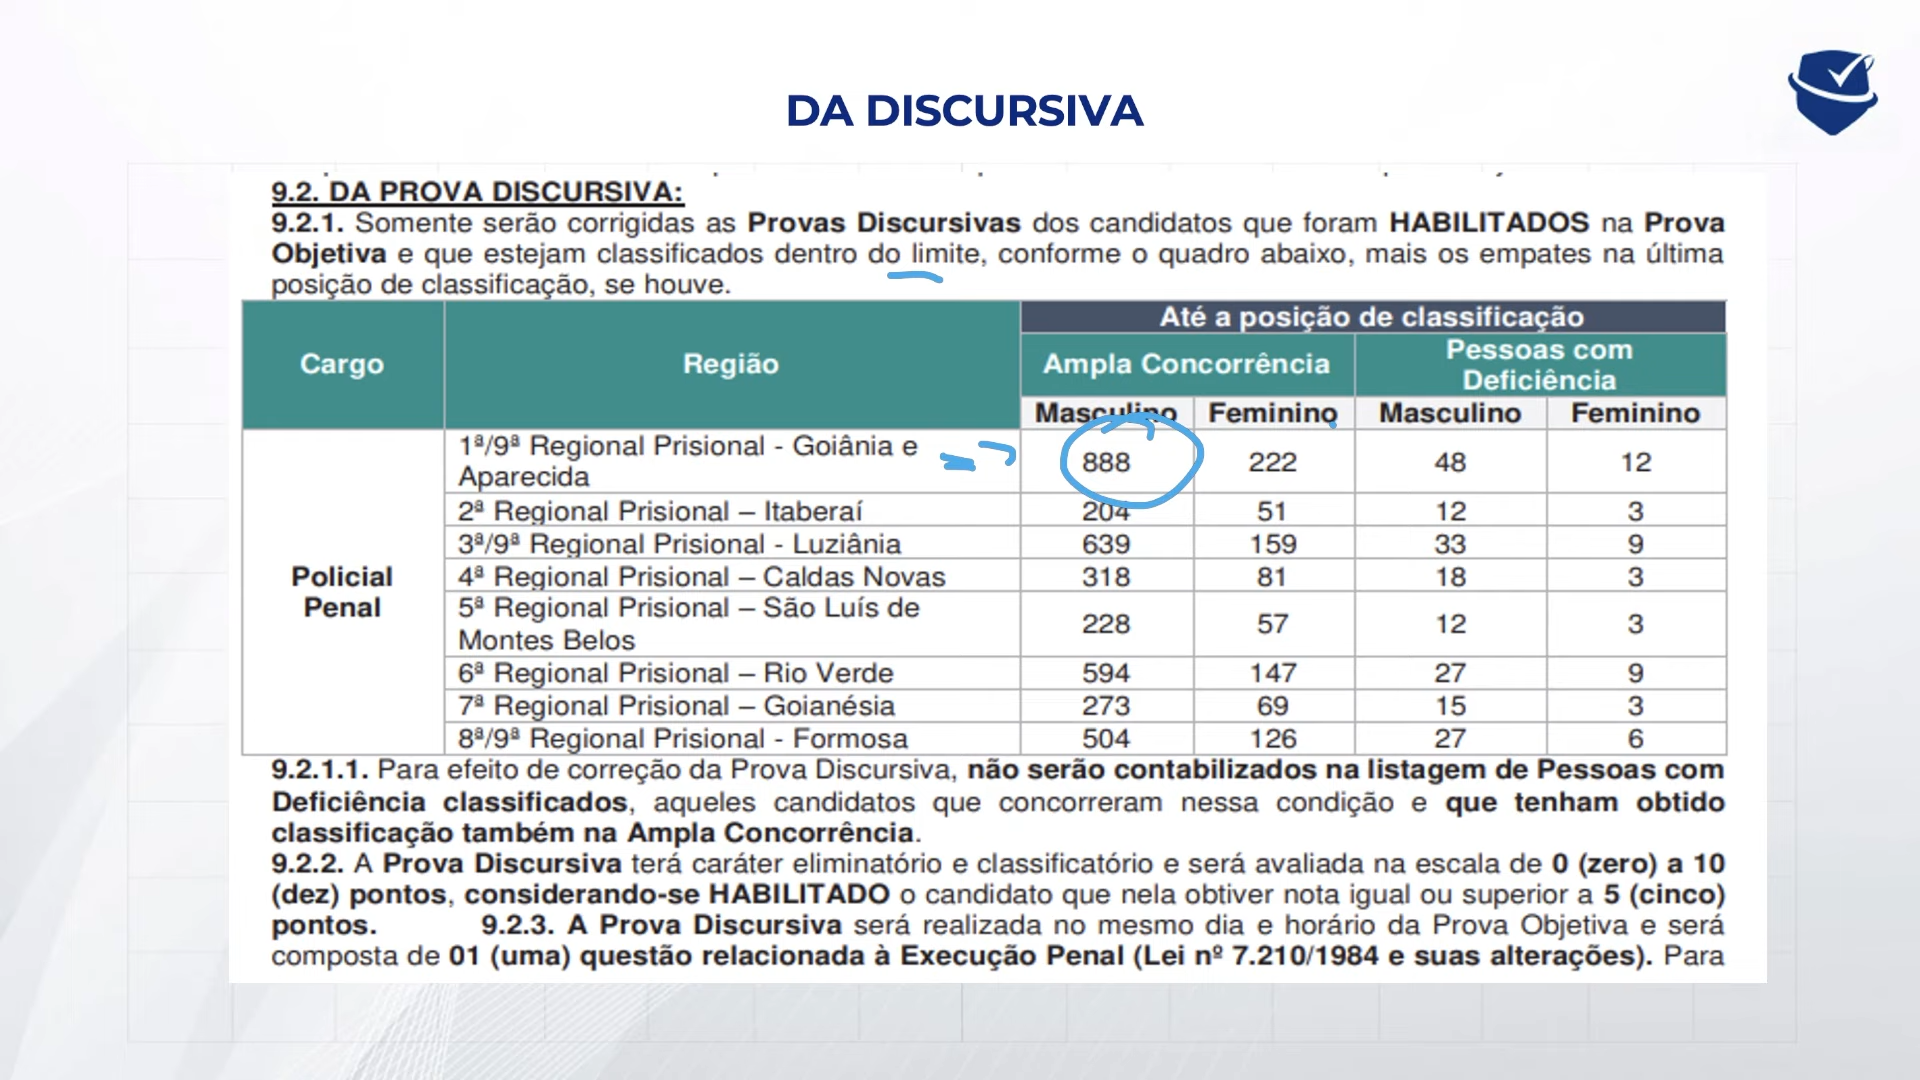 DA DISCURSIVA
9.2. DA PROVA DISCURSIVA:
9.2.1. Somente serão corrigidas as Provas Discursivas dos candidatos que foram HABILITADOS na Prova
Objetiva e que estejam classificados dentro do limite, conforme o quadro abaixo, mais os empates na última
posição de classificação, se houve.
Cargo Região Até a posição de classificação
Ampla Concorrência Pessoas com
Deficiência
Masculino Feminino Masculino Feminino
Policial
Penal
1ª/9ª Regional Prisional - Goiânia e
Aparecida 888 222 48 12
2ª Regional Prisional – Itaberaí 204 51 12 3
3ª/9ª Regional Prisional - Luziânia 639 159 33 9
4ª Regional Prisional – Caldas Novas 318 81 18 3
5ª Regional Prisional – São Luís de
Montes Belos 228 57 12 3
6ª Regional Prisional – Rio Verde 594 147 27 9
7ª Regional Prisional – Goianésia 273 69 15 3
8ª/9ª Regional Prisional - Formosa 504 126 27 6
9.2.1.1. Para efeito de correção da Prova Discursiva, não serão contabilizados na listagem de Pessoas com
Deficiência classificados, aqueles candidatos que concorreram nessa condição e que tenham obtido
classificação também na Ampla Concorrência.
9.2.2. A Prova Discursiva terá caráter eliminatório e classificatório e será avaliada na escala de 0 (zero) a 10
(dez) pontos, considerando-se HABILITADO o candidato que nela obtiver nota igual ou superior a 5 (cinco)
pontos. 9.2.3. A Prova Discursiva será realizada no mesmo dia e horário da Prova Objetiva e será
composta de 01 (uma) questão relacionada à Execução Penal (Lei nº 7.210/1984 e suas alterações). Para